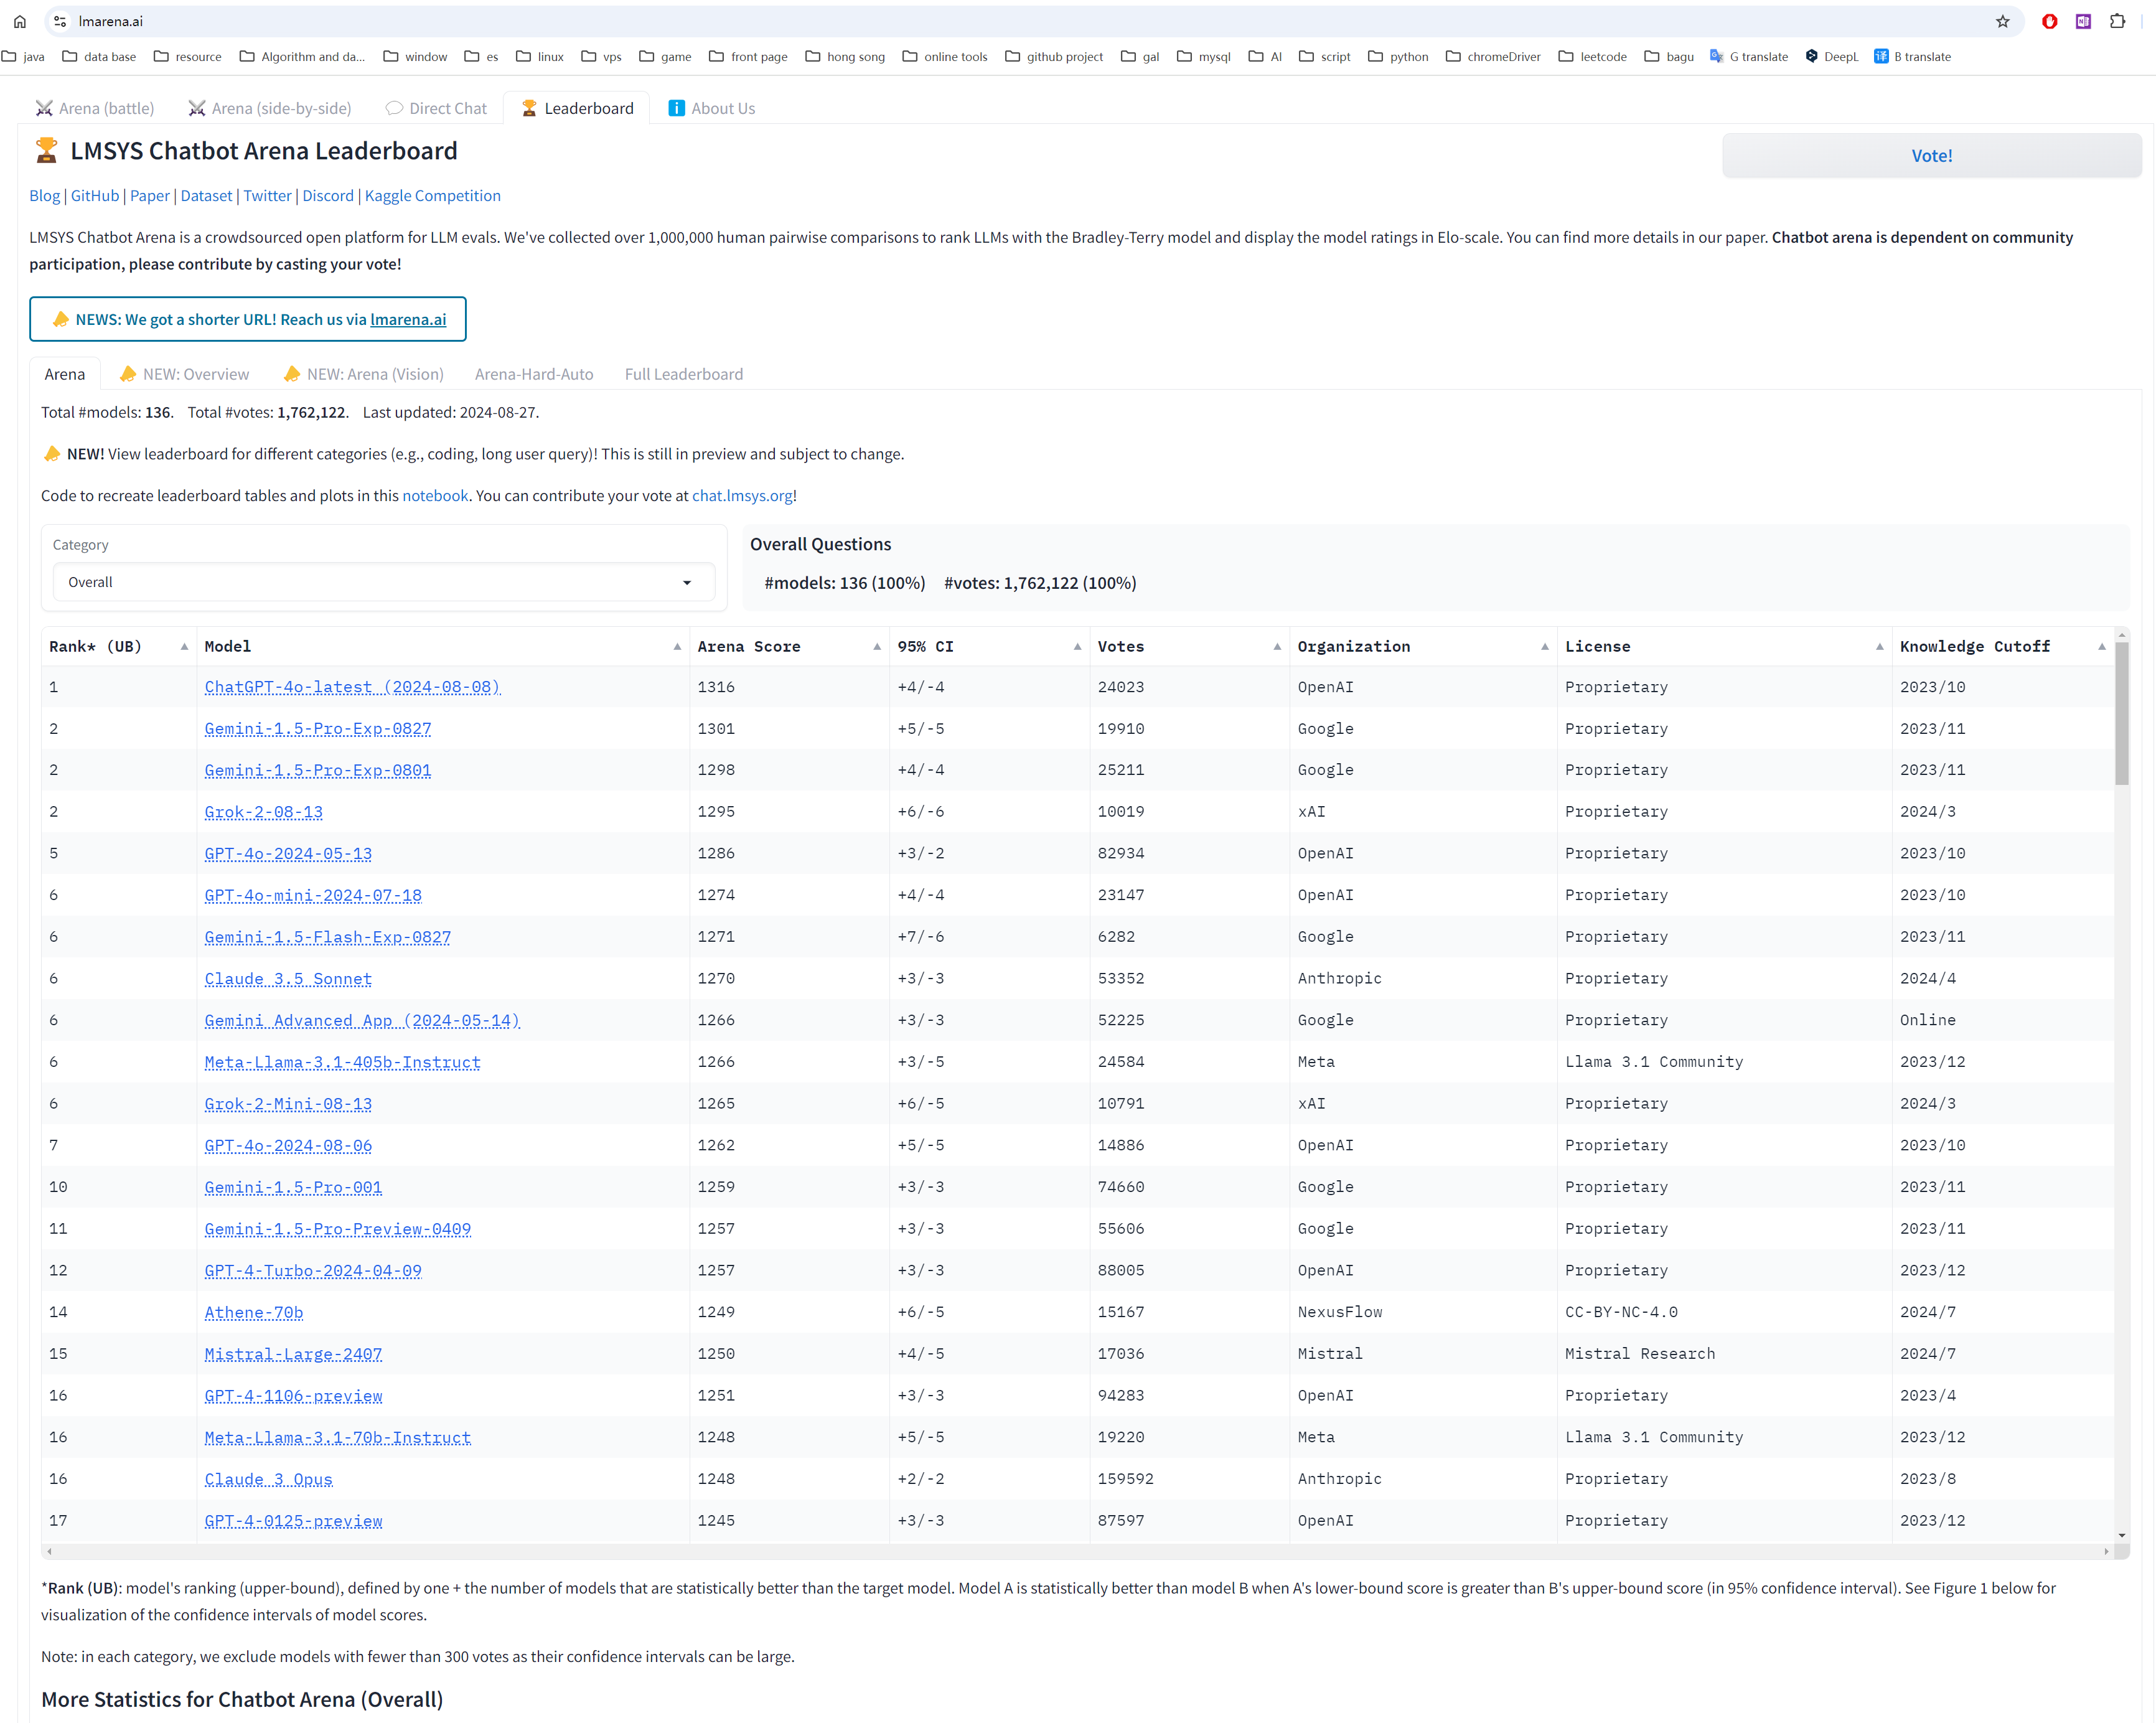 lmarena.ai
java data base resource Algorithm and da... window es linux vps game front page hong song online tools github project gal mysql AI script python chromeDriver leetcode bagu G translate DeepL B translate
Arena (battle) Arena (side-by-side) Direct Chat Leaderboard About Us
LMSYS Chatbot Arena Leaderboard
Vote!
Blog | GitHub | Paper | Dataset | Twitter | Discord | Kaggle Competition
LMSYS Chatbot Arena is a crowdsourced open platform for LLM evals. We've collected over 1,000,000 human pairwise comparisons to rank LLMs with the Bradley-Terry model and display the model ratings in Elo-scale. You can find more details in our paper. Chatbot arena is dependent on community
participation, please contribute by casting your vote!
NEWS: We got a shorter URL! Reach us via lmarena.ai
Arena NEW: Overview NEW: Arena (Vision) Arena-Hard-Auto Full Leaderboard
Total #models: 136. Total #votes: 1,762,122. Last updated: 2024-08-27.
NEW! View leaderboard for different categories (e.g., coding, long user query)! This is still in preview and subject to change.
Code to recreate leaderboard tables and plots in this notebook. You can contribute your vote at chat.lmsys.org!
Category
Overall
Overall Questions
#models: 136 (100%) #votes: 1,762,122 (100%)
Rank* (UB) Model Arena Score 95% CI Votes Organization License Knowledge Cutoff
1 ChatGPT-4o-latest (2024-08-08) 1316 +4/-4 24023 OpenAI Proprietary 2023/10
2 Gemini-1.5-Pro-Exp-0827 1301 +5/-5 19910 Google Proprietary 2023/11
2 Gemini-1.5-Pro-Exp-0801 1298 +4/-4 25211 Google Proprietary 2023/11
2 Grok-2-08-13 1295 +6/-6 10019 xAI Proprietary 2024/3
5 GPT-4o-2024-05-13 1286 +3/-2 82934 OpenAI Proprietary 2023/10
6 GPT-4o-mini-2024-07-18 1274 +4/-4 23147 OpenAI Proprietary 2023/10
6 Gemini-1.5-Flash-Exp-0827 1271 +7/-6 6282 Google Proprietary 2023/11
6 Claude 3.5 Sonnet 1270 +3/-3 53352 Anthropic Proprietary 2024/4
6 Gemini Advanced App (2024-05-14) 1266 +3/-3 52225 Google Proprietary Online
6 Meta-Llama-3.1-405b-Instruct 1266 +3/-5 24584 Meta Llama 3.1 Community 2023/12
6 Grok-2-Mini-08-13 1265 +6/-5 10791 xAI Proprietary 2024/3
7 GPT-4o-2024-08-06 1262 +5/-5 14886 OpenAI Proprietary 2023/10
10 Gemini-1.5-Pro-001 1259 +3/-3 74660 Google Proprietary 2023/11
11 Gemini-1.5-Pro-Preview-0409 1257 +3/-3 55606 Google Proprietary 2023/11
12 GPT-4-Turbo-2024-04-09 1257 +3/-3 88005 OpenAI Proprietary 2023/12
14 Athene-70b 1249 +6/-5 15167 NexusFlow CC-BY-NC-4.0 2024/7
15 Mistral-Large-2407 1250 +4/-5 17036 Mistral Mistral Research 2024/7
16 GPT-4-1106-preview 1251 +3/-3 94283 OpenAI Proprietary 2023/4
16 Meta-Llama-3.1-70b-Instruct 1248 +5/-5 19220 Meta Llama 3.1 Community 2023/12
16 Claude 3 Opus 1248 +2/-2 159592 Anthropic Proprietary 2023/8
17 GPT-4-0125-preview 1245 +3/-3 87597 OpenAI Proprietary 2023/12
*Rank (UB): model's ranking (upper-bound), defined by one + the number of models that are statistically better than the target model. Model A is statistically better than model B when A's lower-bound score is greater than B's upper-bound score (in 95% confidence interval). See Figure 1 below for
visualization of the confidence intervals of model scores.
Note: in each category, we exclude models with fewer than 300 votes as their confidence intervals can be large.
More Statistics for Chatbot Arena (Overall)